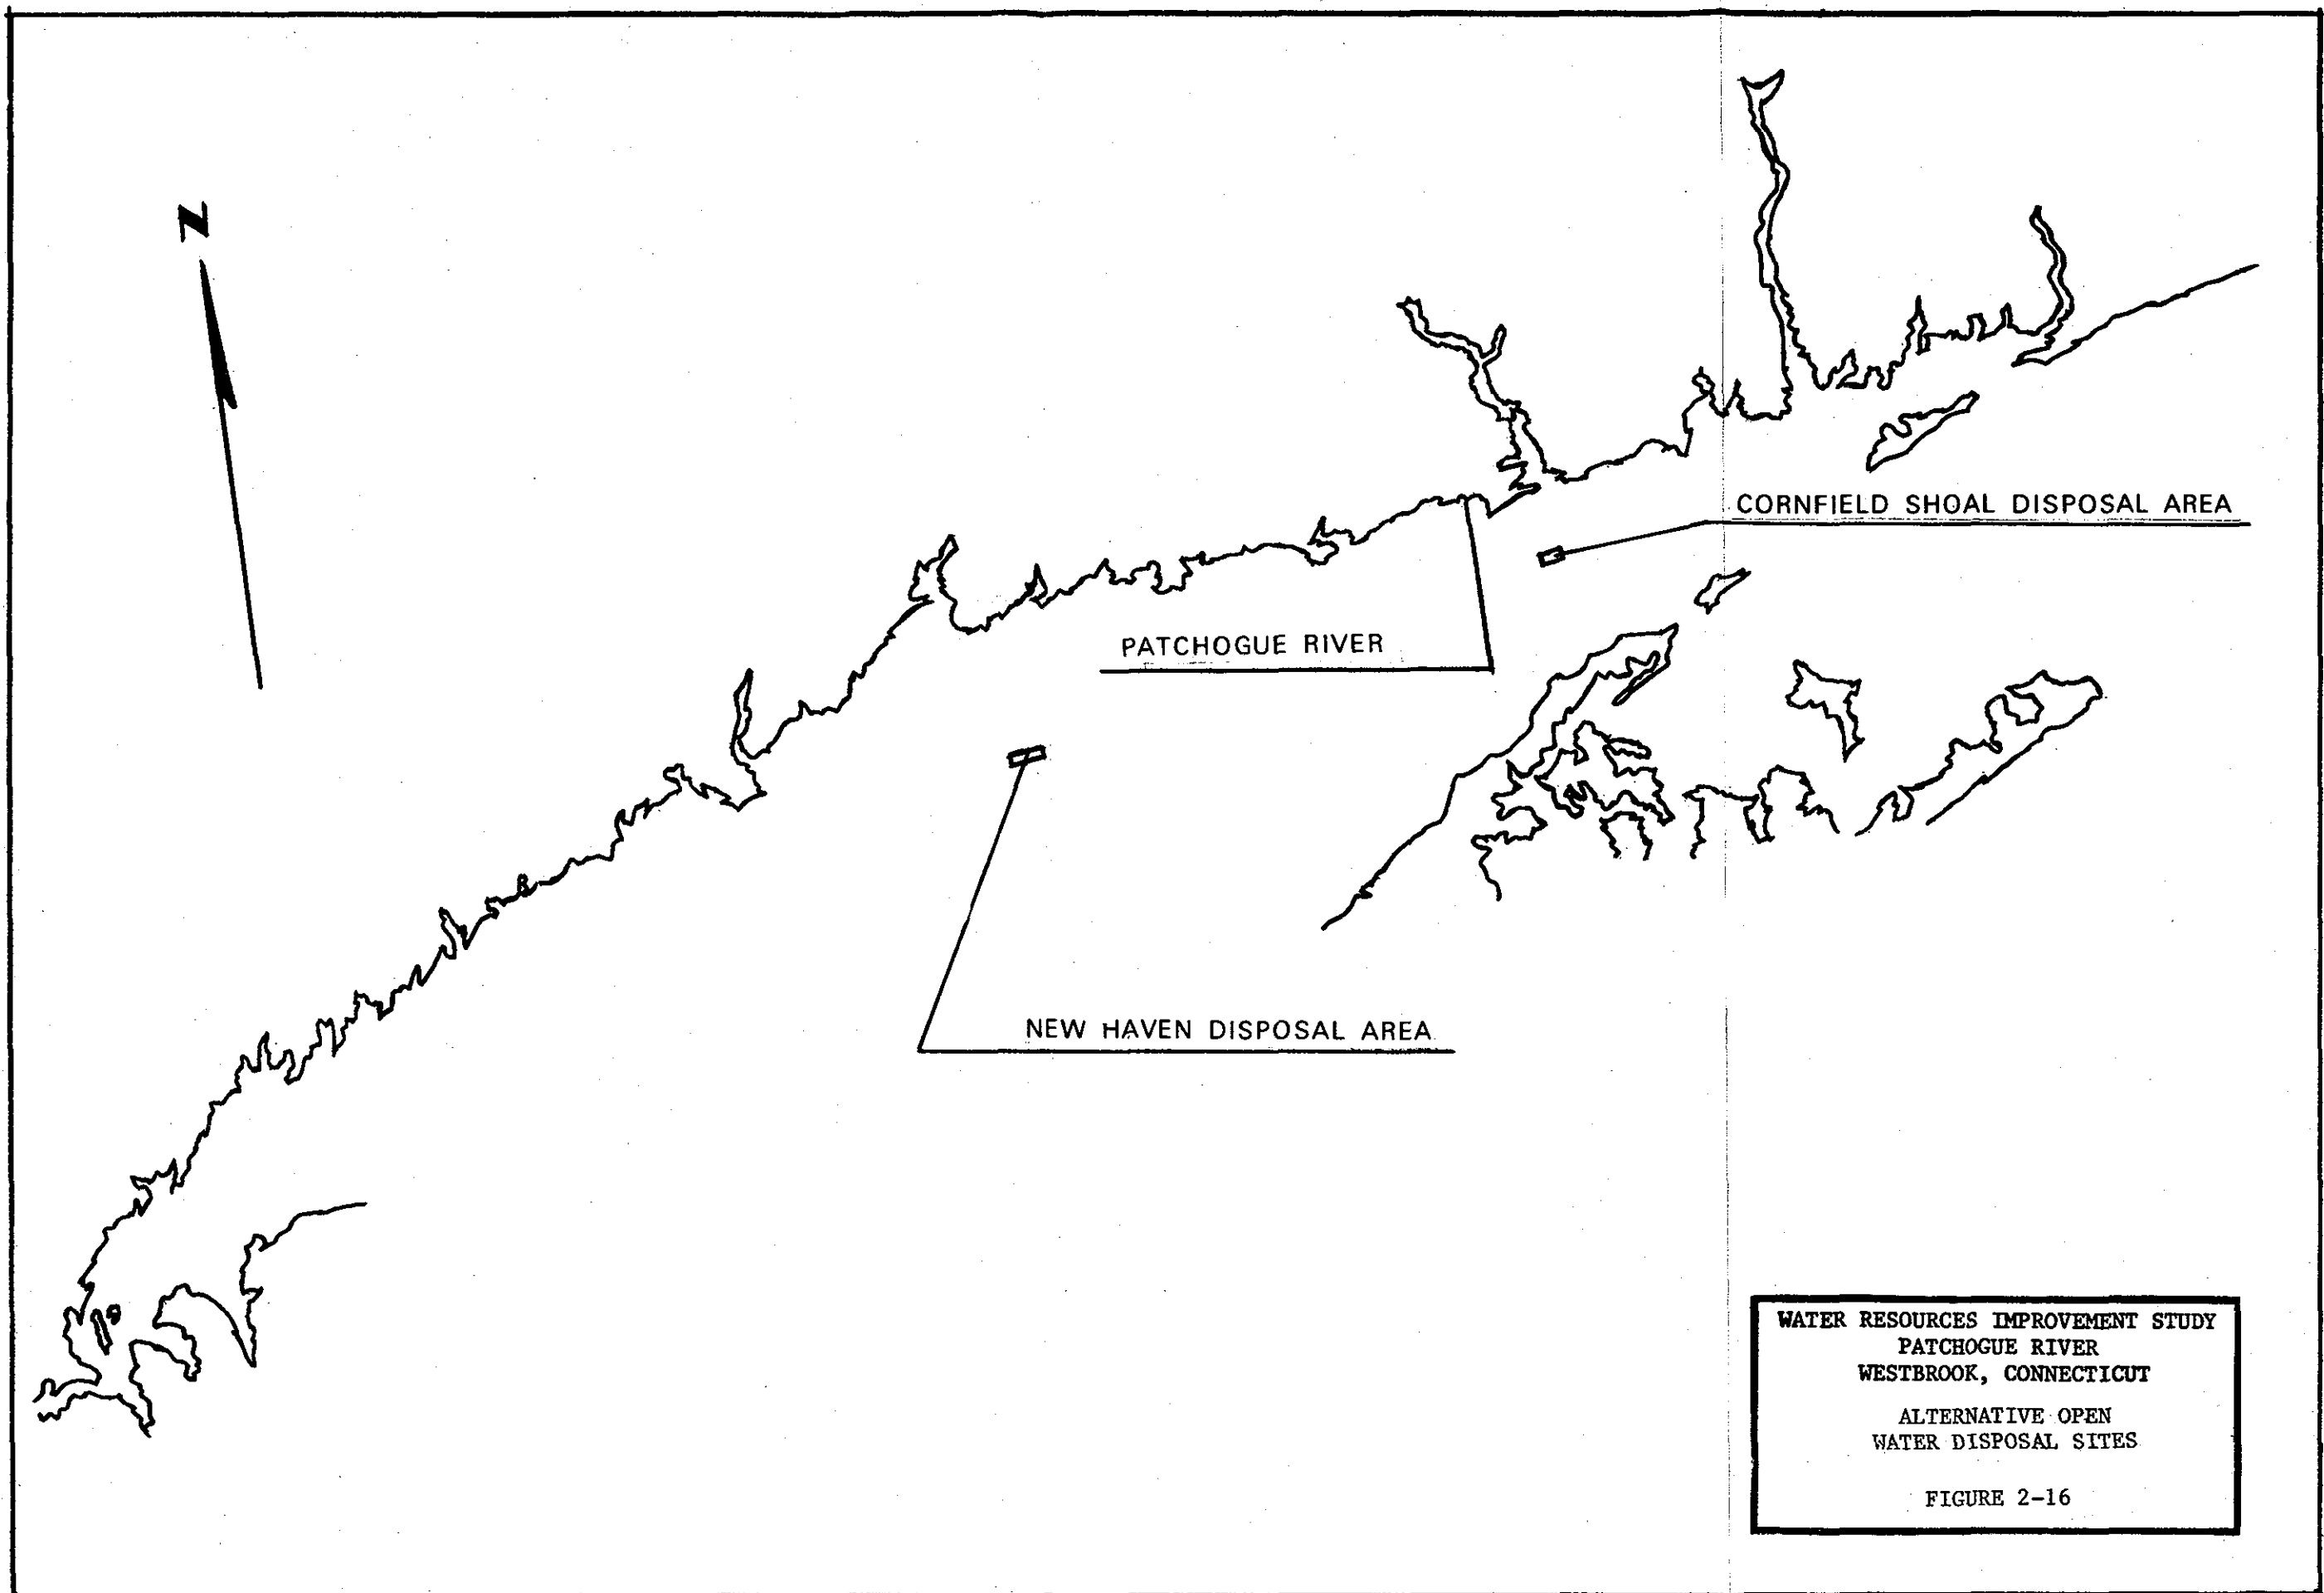 N
CORNFIELD SHOAL DISPOSAL AREA
PATCHOGUE RIVER
NEW HAVEN DISPOSAL AREA
WATER RESOURCES IMPROVEMENT STUDY
PATCHOGUE RIVER
WESTBROOK, CONNECTICUT
ALTERNATIVE OPEN
WATER DISPOSAL SITES
FIGURE 2-16